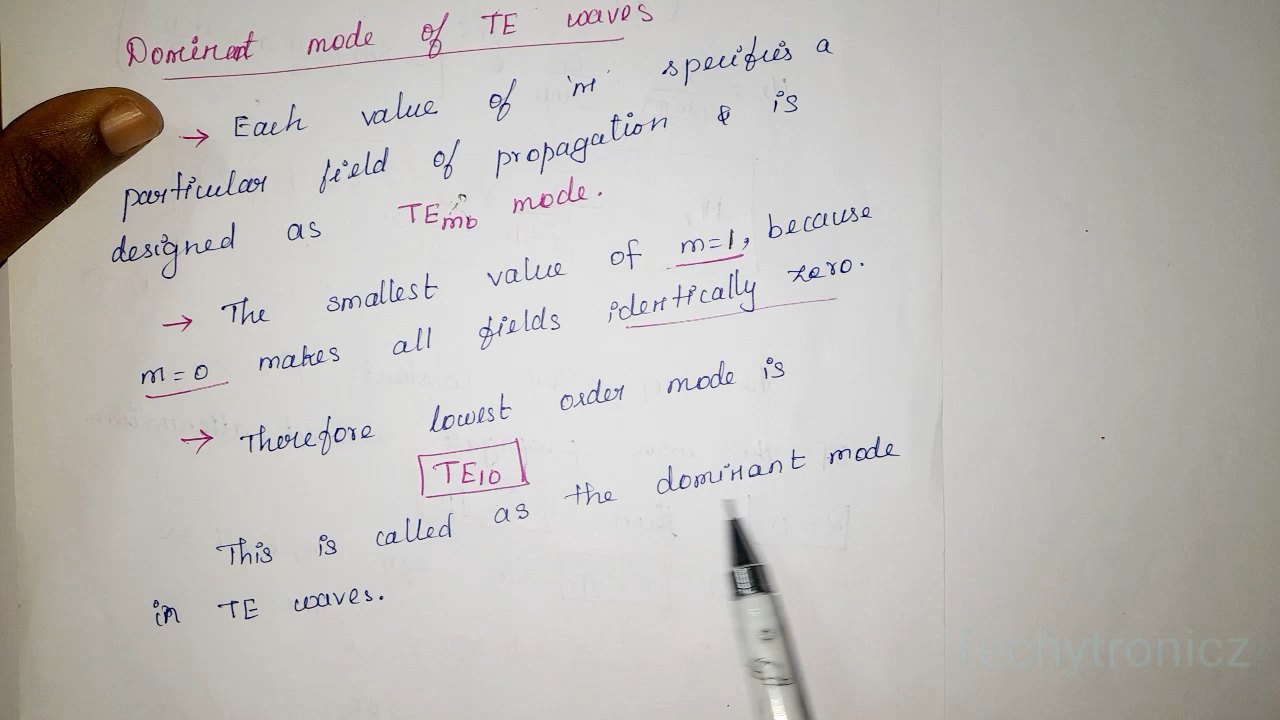 Dominent mode of TE waves
→ Each value of 'm' specifies a
particular field of propagation & is
designed as TEm0 mode.
→ The smallest value of m=1, because
m=0 makes all fields identically zero.
→ Therefore lowest order mode is
TE10
This is called as the dominant mode
in TE waves.
Techytronicz